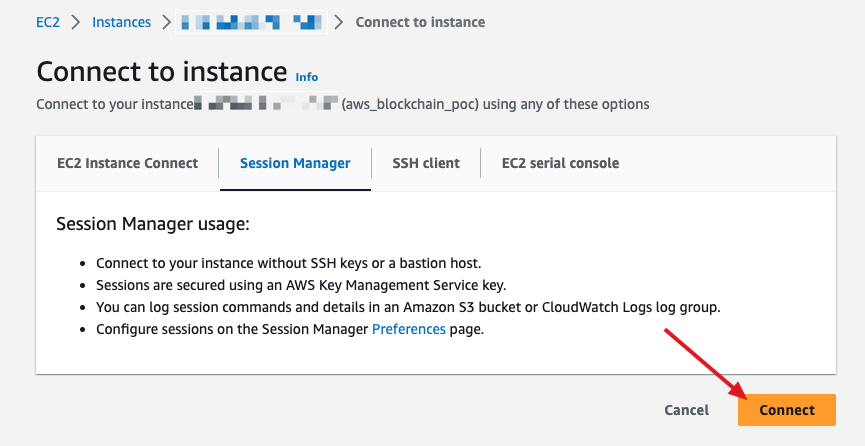 EC2 > Instances > > Connect to instance
Connect to instance Info
Connect to your instance (aws_blockchain_poc) using any of these options
EC2 Instance Connect Session Manager SSH client EC2 serial console
Session Manager usage:
• Connect to your instance without SSH keys or a bastion host.
• Sessions are secured using an AWS Key Management Service key.
• You can log session commands and details in an Amazon S3 bucket or CloudWatch Logs log group.
• Configure sessions on the Session Manager Preferences page.
Cancel Connect